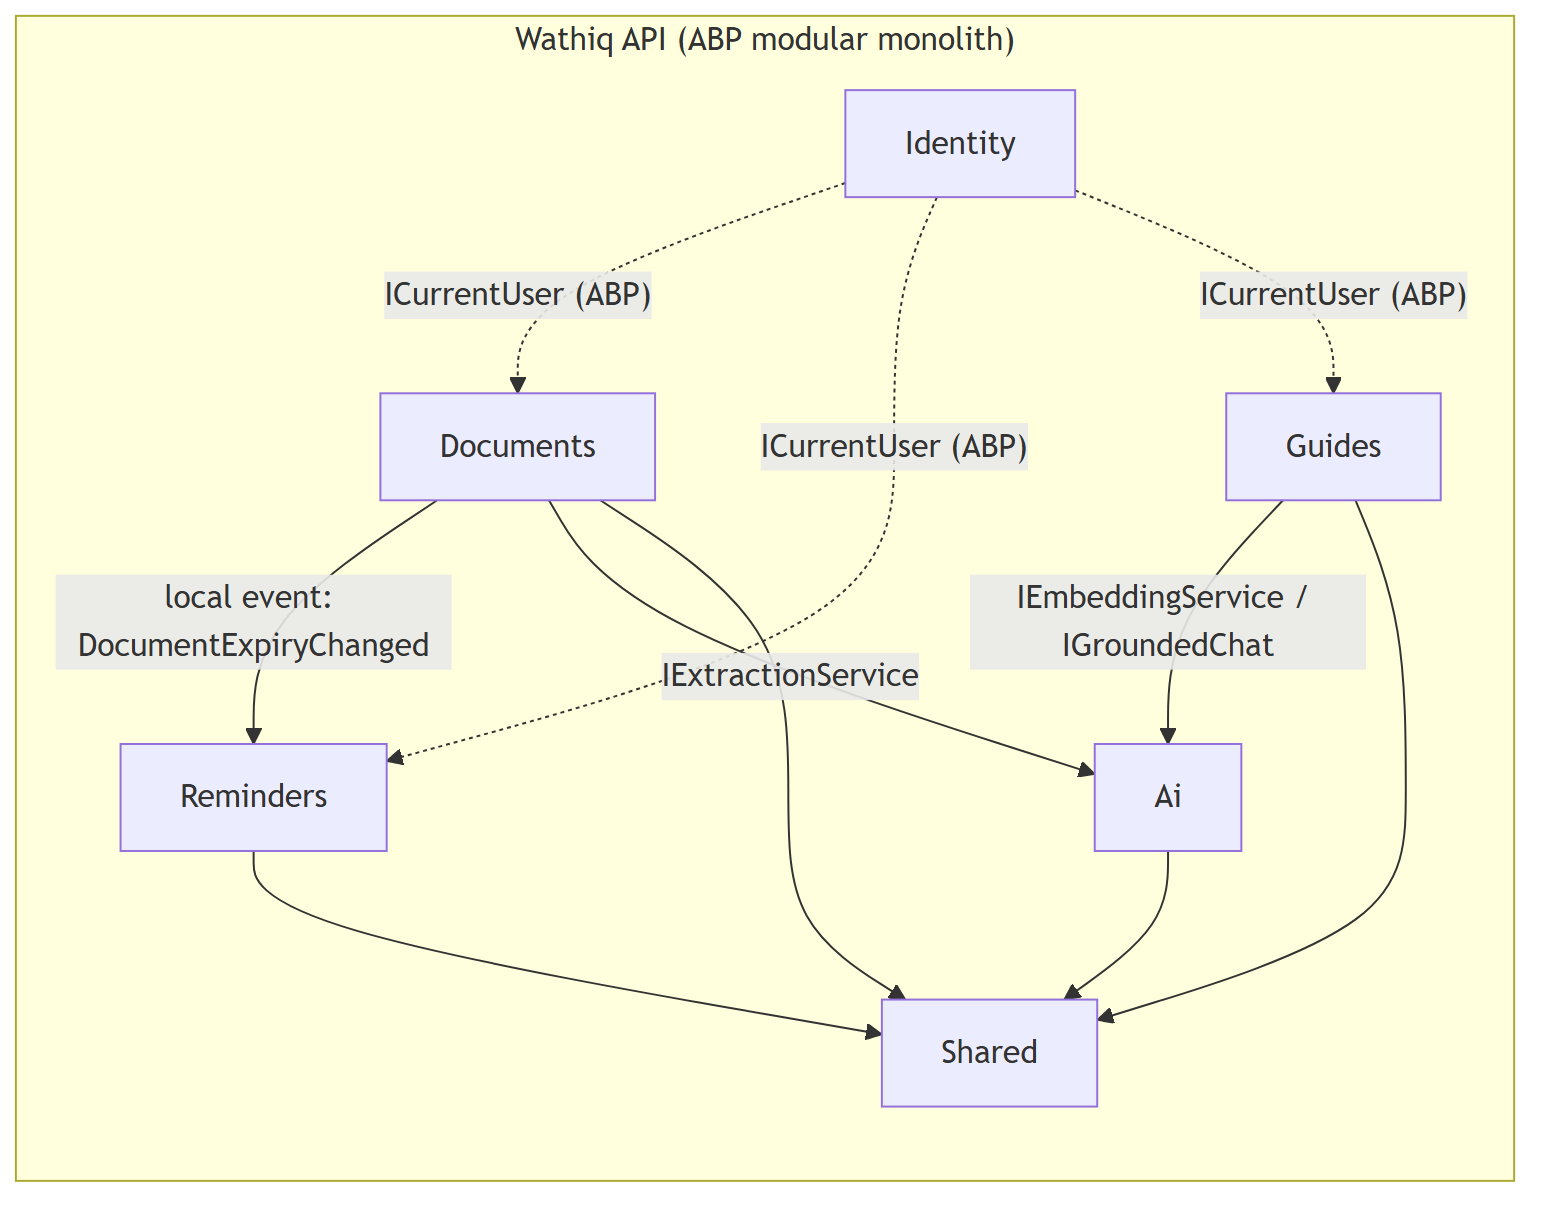 Wathiq API (ABP modular monolith)
Identity
ICurrentUser (ABP)
ICurrentUser (ABP)
Documents
ICurrentUser (ABP)
Guides
local event:
DocumentExpiryChanged
IEmbeddingService /
IGroundedChat
IExtractionService
Reminders
Ai
Shared